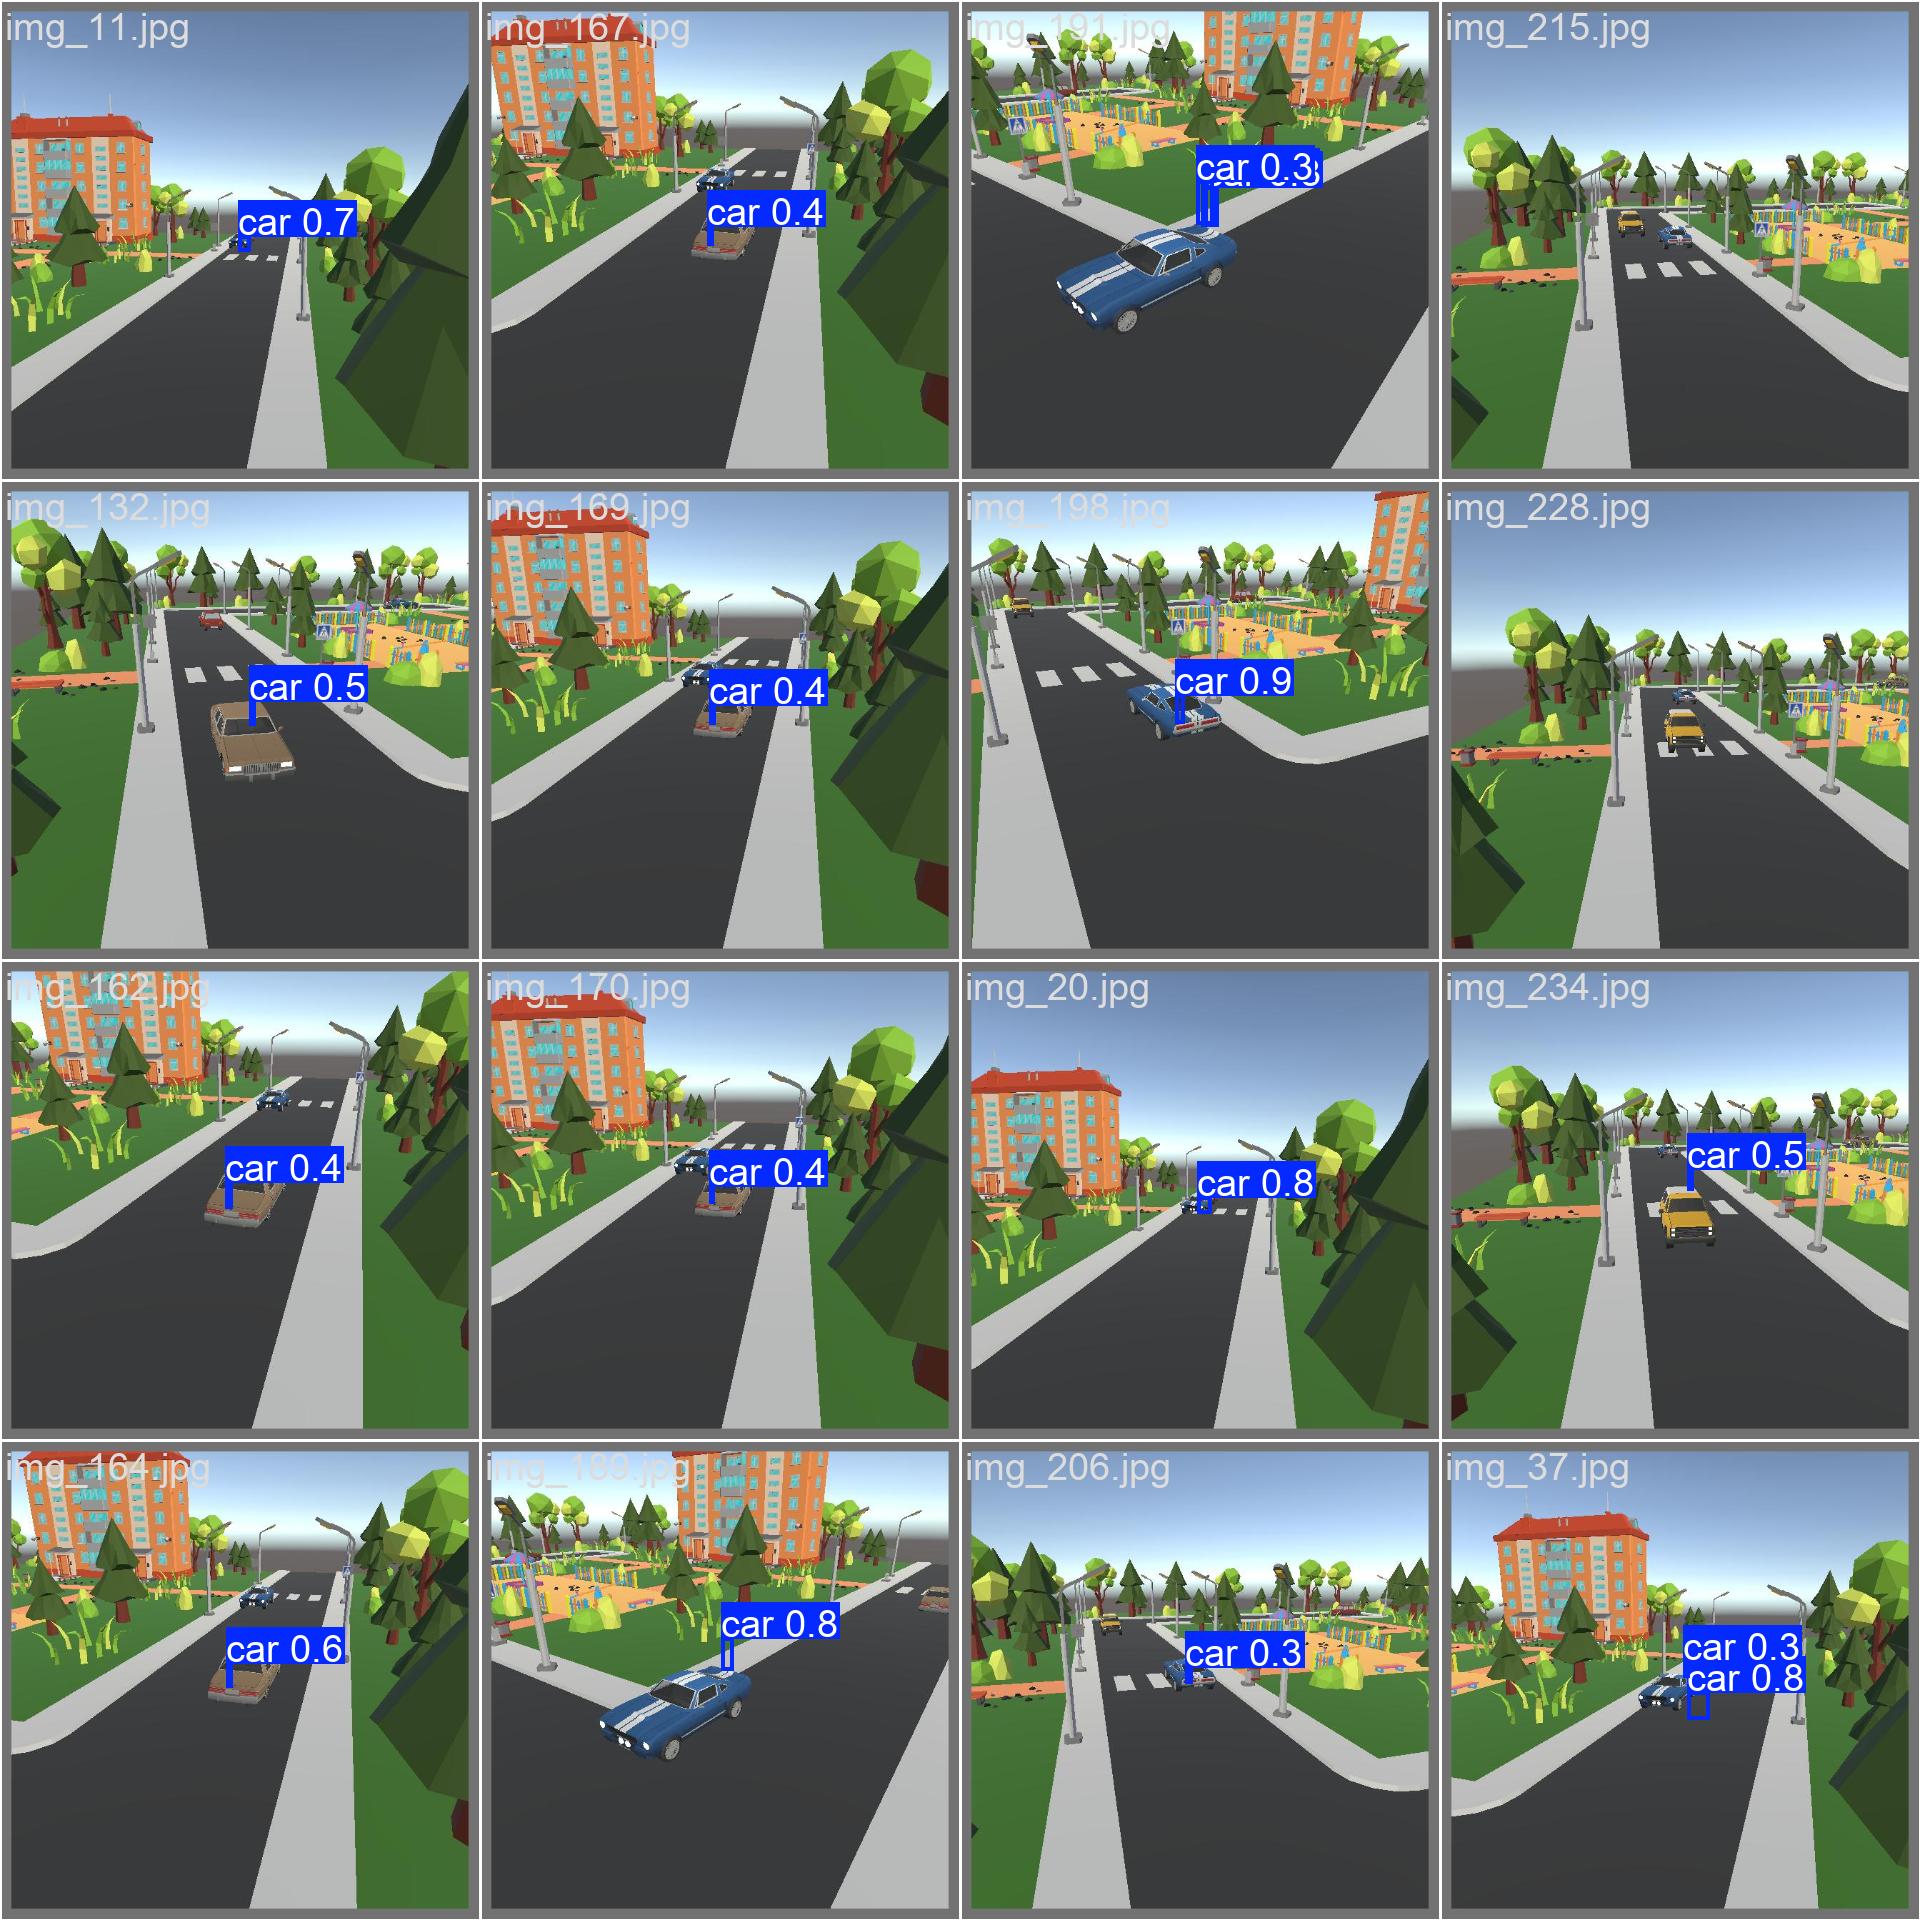 img_11.jpg
car 0.7
img_167.jpg
car 0.4
img_191.jpg
car 0.3
img_215.jpg
img_132.jpg
car 0.5
img_169.jpg
car 0.4
img_198.jpg
car 0.9
img_228.jpg
img_162.jpg
car 0.4
img_170.jpg
car 0.4
img_20.jpg
car 0.8
img_234.jpg
car 0.5
img_164.jpg
car 0.6
img_189.jpg
car 0.8
img_206.jpg
car 0.3
img_37.jpg
car 0.3
car 0.8